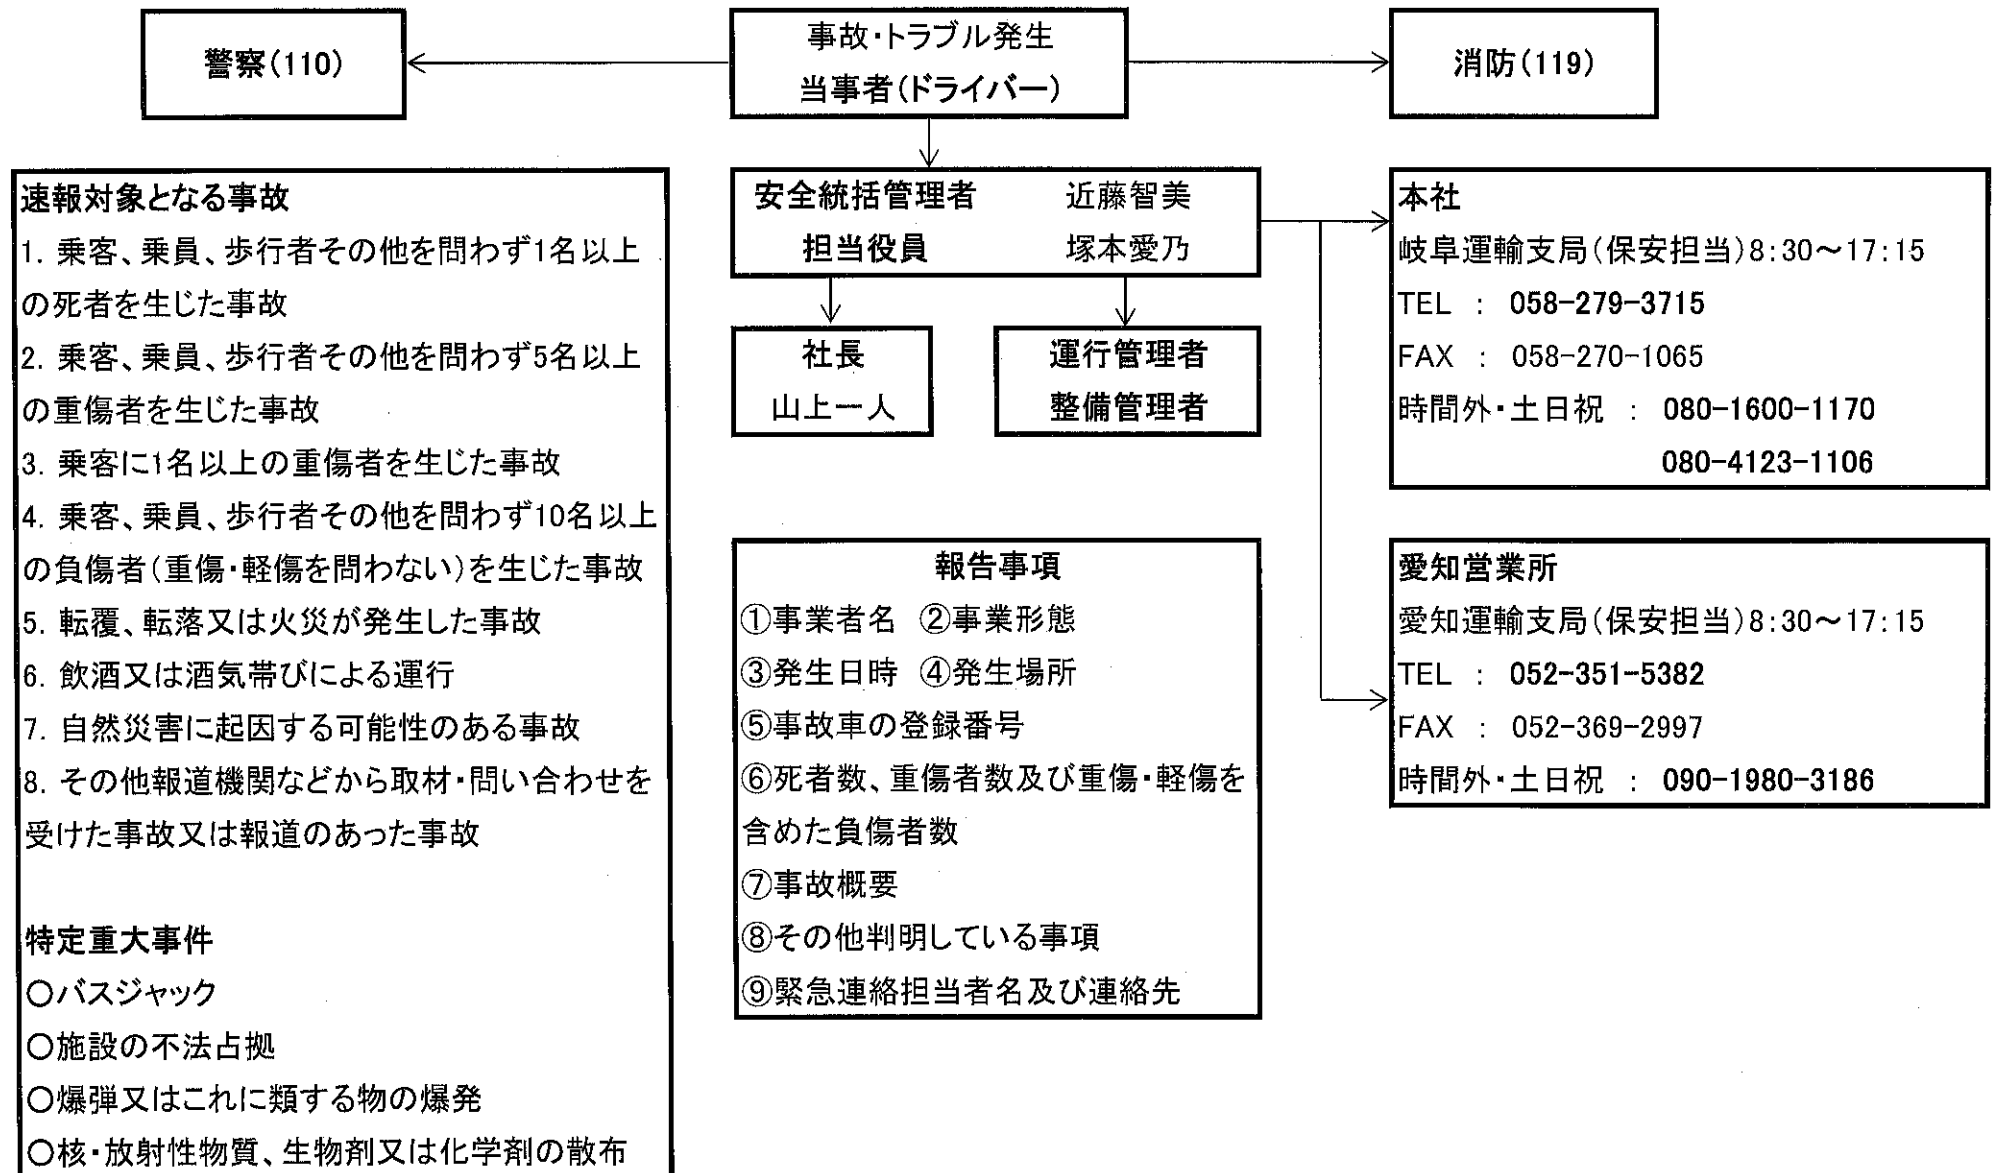 警察(110)
事故・トラブル発生
当事者(ドライバー)
消防(119)
速報対象となる事故
1. 乗客、乗員、歩行者その他を問わず1名以上
の死者を生じた事故
2. 乗客、乗員、歩行者その他を問わず5名以上
の重傷者を生じた事故
3. 乗客に1名以上の重傷者を生じた事故
4. 乗客、乗員、歩行者その他を問わず10名以上
の負傷者(重傷・軽傷を問わない)を生じた事故
5. 転覆、転落又は火災が発生した事故
6. 飲酒又は酒気帯びによる運行
7. 自然災害に起因する可能性のある事故
8. その他報道機関などから取材・問い合わせを
受けた事故又は報道のあった事故
特定重大事件
○バスジャック
○施設の不法占拠
○爆弾又はこれに類する物の爆発
○核・放射性物質、生物剤又は化学剤の散布
安全統括管理者 近藤智美
担当役員 塚本愛乃
社長
山上一人
運行管理者
整備管理者
報告事項
①事業者名 ②事業形態
③発生日時 ④発生場所
⑤事故車の登録番号
⑥死者数、重傷者数及び重傷・軽傷を
含めた負傷者数
⑦事故概要
⑧その他判明している事項
⑨緊急連絡担当者名及び連絡先
本社
岐阜運輸支局(保安担当)8:30～17:15
TEL : 058-279-3715
FAX : 058-270-1065
時間外・土日祝 : 080-1600-1170
080-4123-1106
愛知営業所
愛知運輸支局(保安担当)8:30～17:15
TEL : 052-351-5382
FAX : 052-369-2997
時間外・土日祝 : 090-1980-3186